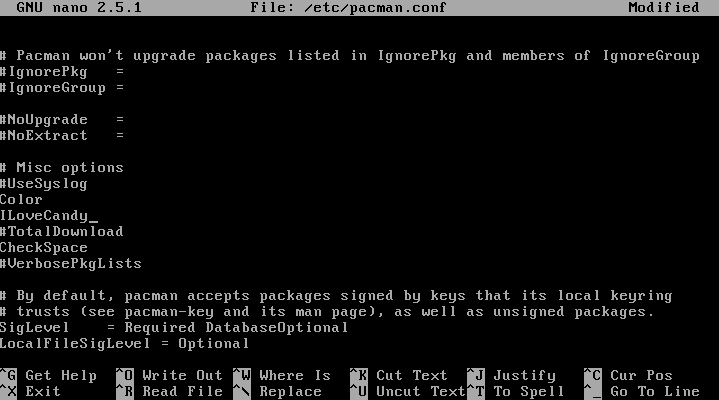 GNU nano 2.5.1 File: /etc/pacman.conf Modified
# Pacman won't upgrade packages listed in IgnorePkg and members of IgnoreGroup
#IgnorePkg   =
#IgnoreGroup =
#NoUpgrade   =
#NoExtract   =
# Misc options
#UseSyslog
Color
ILoveCandy_
#TotalDownload
CheckSpace
#VerbosePkgLists
# By default, pacman accepts packages signed by keys that its local keyring
# trusts (see pacman-key and its man page), as well as unsigned packages.
SigLevel    = Required DatabaseOptional
LocalFileSigLevel = Optional
^G Get Help ^O Write Out ^W Where Is ^K Cut Text ^J Justify ^C Cur Pos
^X Exit ^R Read File ^\ Replace ^U Uncut Text ^T To Spell ^_ Go To Line